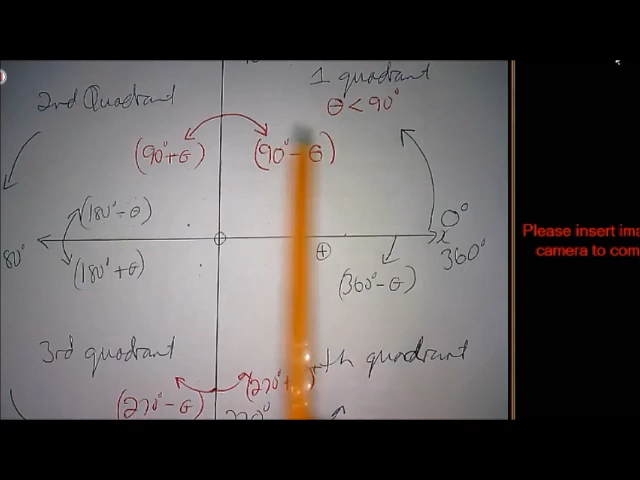 1 quadrant
2nd Quadrant
θ < 90°
(90°+θ)
(90°-θ)
(180°-θ)
0°
x
80°
(180°+θ)
360°
(360°-θ)
Please insert ima
camera to com
3rd quadrant
th quadrant
(270°+
(270°-θ)
270°